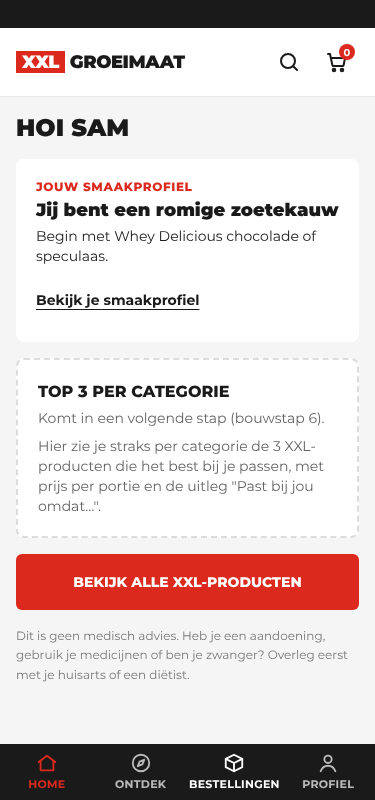 XXL GROEIMAAT
0
HOI SAM
JOUW SMAAKPROFIEL
Jij bent een romige zoetekauw
Begin met Whey Delicious chocolade of
speculaas.
Bekijk je smaakprofiel
TOP 3 PER CATEGORIE
Komt in een volgende stap (bouwstap 6).
Hier zie je straks per categorie de 3 XXL-
producten die het best bij je passen, met
prijs per portie en de uitleg "Past bij jou
omdat...".
BEKIJK ALLE XXL-PRODUCTEN
Dit is geen medisch advies. Heb je een aandoening,
gebruik je medicijnen of ben je zwanger? Overleg eerst
met je huisarts of een diëtist.
HOME ONTDEK BESTELLINGEN PROFIEL